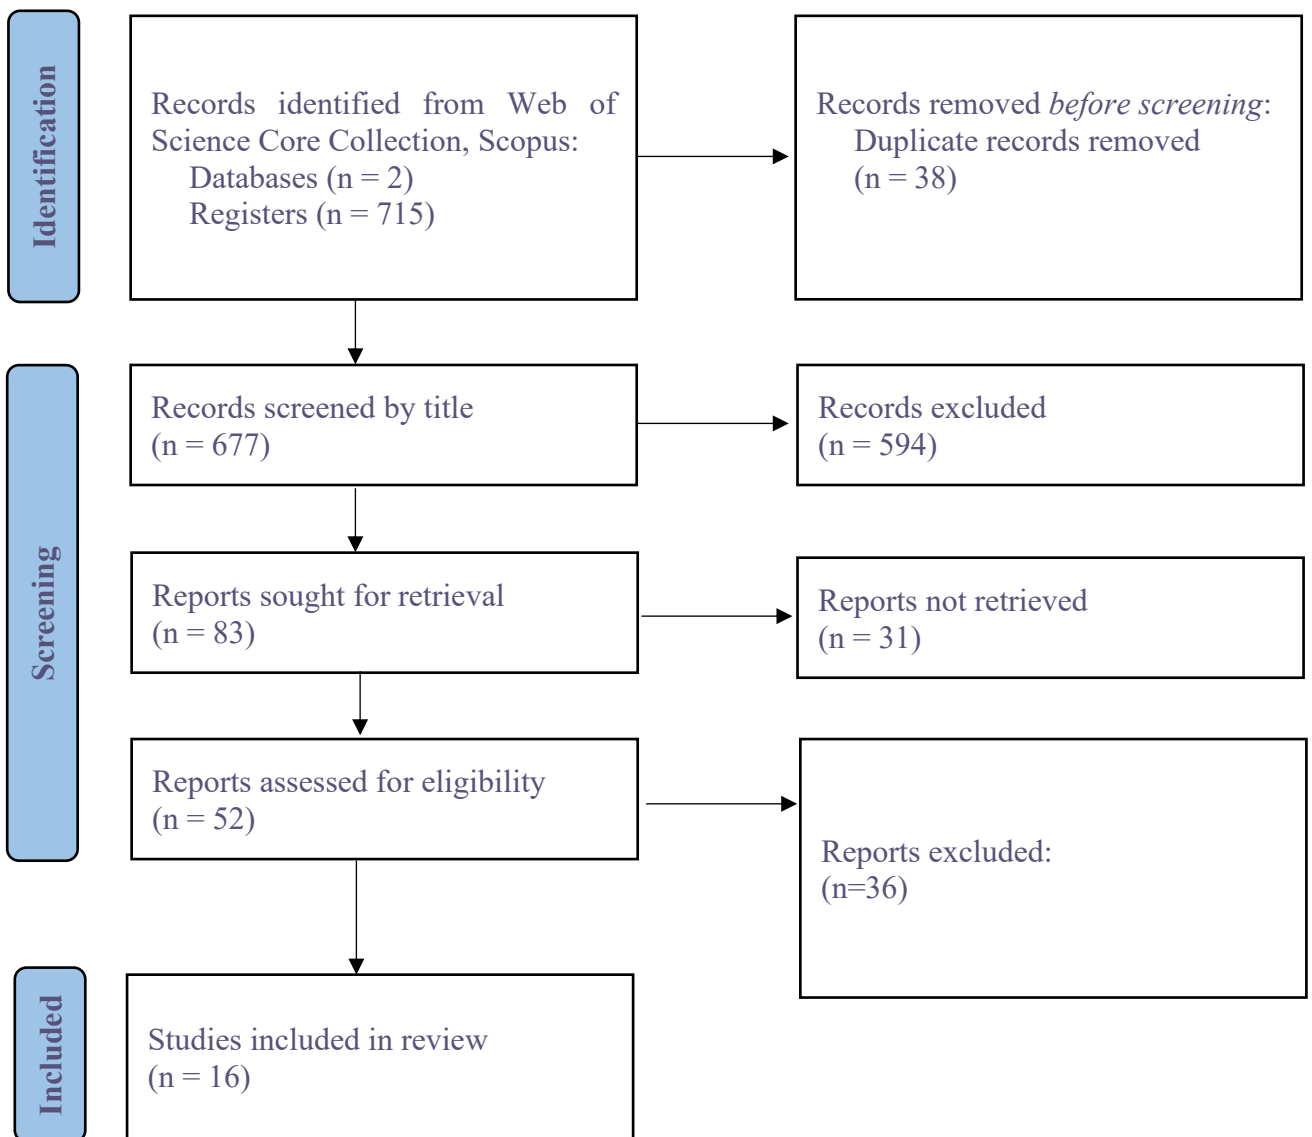 Identification
Records identified from Web of
Science Core Collection, Scopus:
Databases (n = 2)
Registers (n = 715)
Records removed before screening:
Duplicate records removed
(n = 38)
Screening
Records screened by title
(n = 677)
Records excluded
(n = 594)
Reports sought for retrieval
(n = 83)
Reports not retrieved
(n = 31)
Reports assessed for eligibility
(n = 52)
Reports excluded:
(n=36)
Included
Studies included in review
(n = 16)